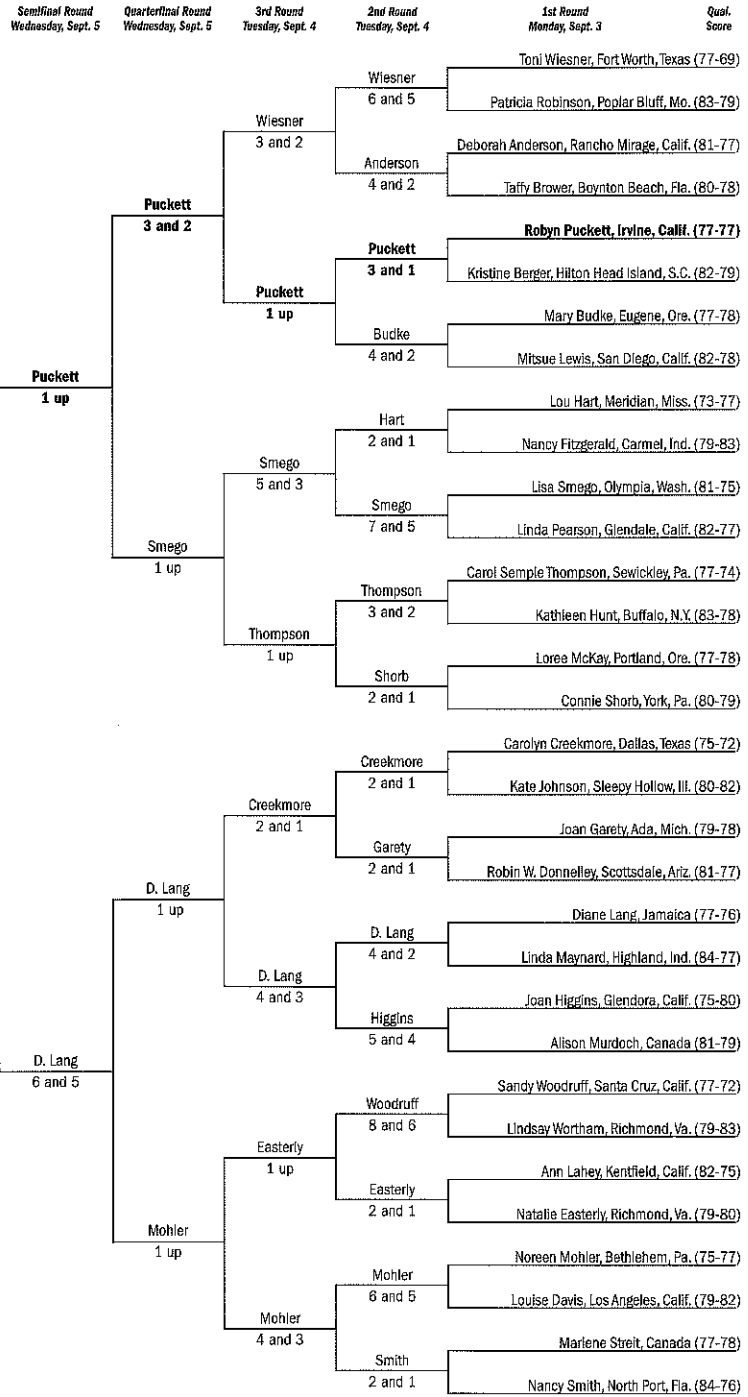 Semifinal Round
Wednesday, Sept. 5
Quarterfinal Round
Wednesday, Sept. 5
3rd Round
Tuesday, Sept. 4
2nd Round
Tuesday, Sept. 4
1st Round
Monday, Sept. 3
Qual.
Score
Toni Wiesner, Fort Worth, Texas (77-69)
Wiesner
6 and 5
Patricia Robinson, Poplar Bluff, Mo. (83-79)
Wiesner
3 and 2
Deborah Anderson, Rancho Mirage, Calif. (81-77)
Anderson
4 and 2
Taffy Brower, Boynton Beach, Fla. (80-78)
Puckett
3 and 2
Robyn Puckett, Irvine, Calif. (77-77)
Puckett
3 and 1
Kristine Berger, Hilton Head Island, S.C. (82-79)
Puckett
1 up
Mary Budke, Eugene, Ore. (77-78)
Budke
4 and 2
Mitsue Lewis, San Diego, Calif. (82-78)
Puckett
1 up
Lou Hart, Meridian, Miss. (73-77)
Hart
2 and 1
Nancy Fitzgerald, Carmel, Ind. (79-83)
Smego
5 and 3
Lisa Smego, Olympia, Wash. (81-75)
Smego
7 and 5
Linda Pearson, Glendale, Calif. (82-77)
Smego
1 up
Carol Semple Thompson, Sewickley, Pa. (77-74)
Thompson
3 and 2
Kathleen Hunt, Buffalo, N.Y. (83-78)
Thompson
1 up
Loree McKay, Portland, Ore. (77-78)
Shorb
2 and 1
Connie Shorb, York, Pa. (80-79)
Carolyn Creekmore, Dallas, Texas (75-72)
Creekmore
2 and 1
Kate Johnson, Sleepy Hollow, Ill. (80-82)
Creekmore
2 and 1
Joan Garety, Ada, Mich. (79-78)
Garety
2 and 1
Robin W. Donnelley, Scottsdale, Ariz. (81-77)
D. Lang
1 up
Diane Lang, Jamaica (77-76)
D. Lang
4 and 2
Linda Maynard, Highland, Ind. (84-77)
D. Lang
4 and 3
Joan Higgins, Glendora, Calif. (75-80)
Higgins
5 and 4
Alison Murdoch, Canada (81-79)
D. Lang
6 and 5
Sandy Woodruff, Santa Cruz, Calif. (77-72)
Woodruff
8 and 6
Lindsay Wortham, Richmond, Va. (79-83)
Easterly
1 up
Ann Lahey, Kentfield, Calif. (82-75)
Easterly
2 and 1
Natalie Easterly, Richmond, Va. (79-80)
Mohler
1 up
Noreen Mohler, Bethlehem, Pa. (75-77)
Mohler
6 and 5
Louise Davis, Los Angeles, Calif. (79-82)
Mohler
4 and 3
Marlene Streit, Canada (77-78)
Smith
2 and 1
Nancy Smith, North Port, Fla. (84-76)